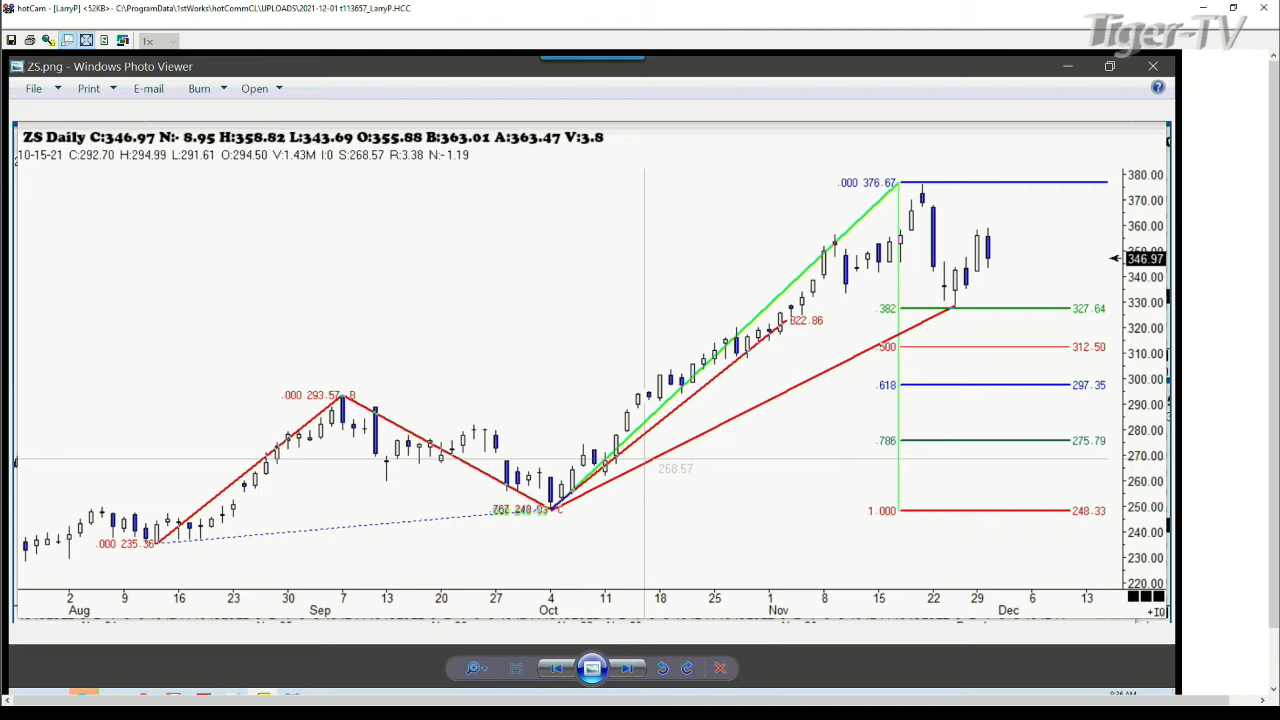 hotCam - [LarryP] <52KB> - C:\ProgramData\1stWorks\hotCommCL\UPLOADS\2021-12-01 t113657_LarryP.HCC
Tiger-TV
1x
ZS.png - Windows Photo Viewer
File Print E-mail Burn Open
ZS Daily C:346.97 N:- 8.95 H:358.82 L:343.69 O:355.88 B:363.01 A:363.47 V:3.8
10-15-21 C:292.70 H:294.99 L:291.61 O:294.50 V:1.43M I:0 S:268.57 R:3.38 N:- 1.19
380.00
.000 376.67
370.00
360.00
350.00
346.97
340.00
330.00
.382 327.64
322.86
320.00
.500 312.50
310.00
300.00
.618 297.35
.000 293.57 B
290.00
280.00
.786 275.79
270.00
268.57
260.00
250.00
C
1.000 248.33
.000 235.36
240.00
230.00
220.00
2 9 16 23 30 7 13 20 27 4 11 18 25 1 8 15 22 29 6 13
Aug Sep Oct Nov Dec
+IQ